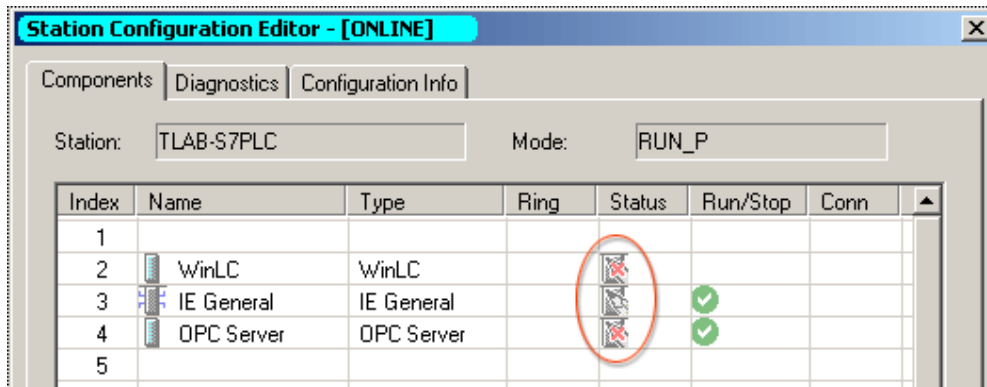 Station Configuration Editor - [ONLINE]
Components Diagnostics Configuration Info
Station: TLAB-S7PLC Mode: RUN_P
Index Name Type Ring Status Run/Stop Conn
1
2 WinLC WinLC
3 IE General IE General
4 OPC Server OPC Server
5